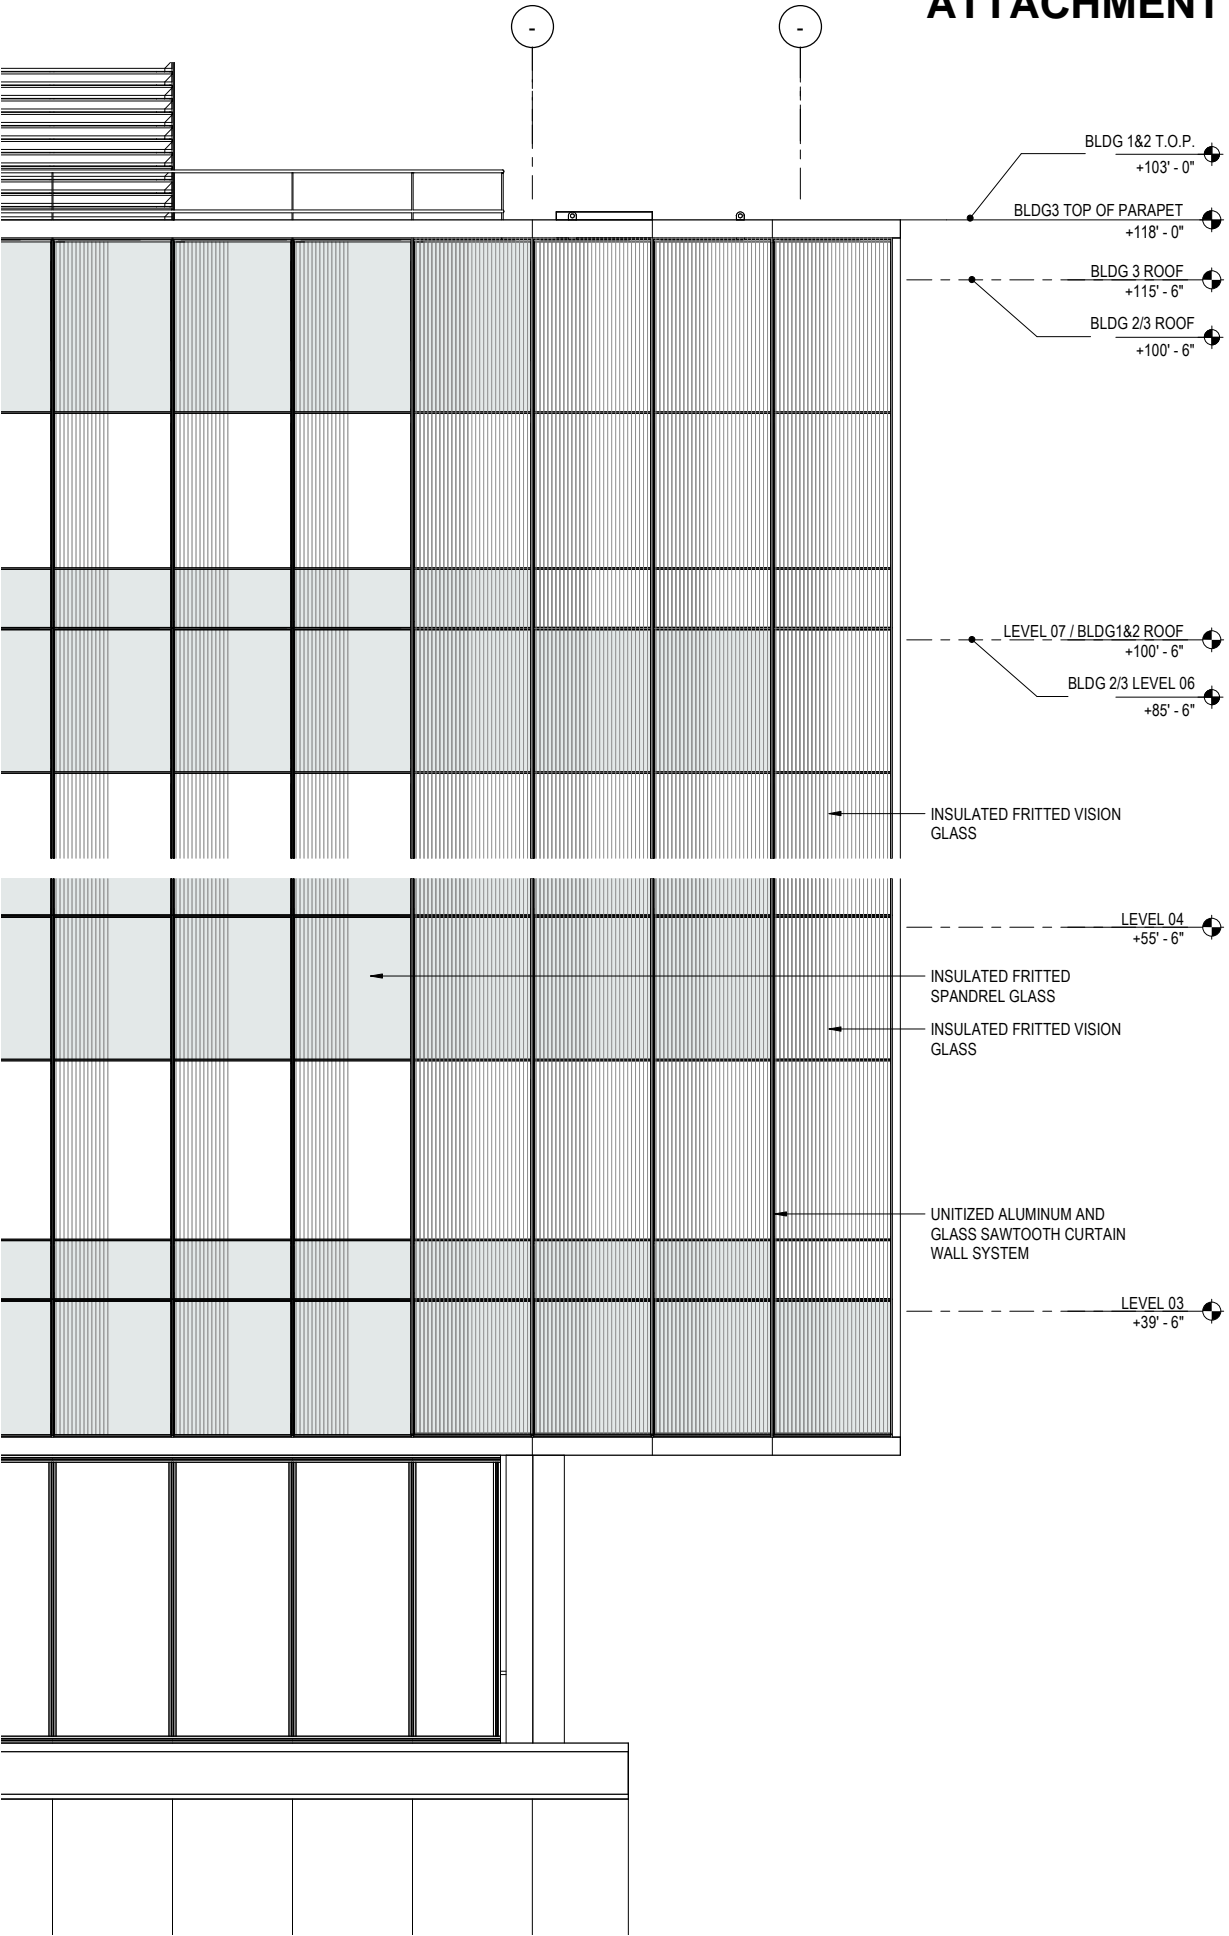 ATTACHMENT
-
-
BLDG 1&2 T.O.P.
+103' - 0"
BLDG3 TOP OF PARAPET
+118' - 0"
BLDG 3 ROOF
+115' - 6"
BLDG 2/3 ROOF
+100' - 6"
LEVEL 07 / BLDG1&2 ROOF
+100' - 6"
BLDG 2/3 LEVEL 06
+85' - 6"
INSULATED FRITTED VISION
GLASS
LEVEL 04
+55' - 6"
INSULATED FRITTED
SPANDREL GLASS
INSULATED FRITTED VISION
GLASS
UNITIZED ALUMINUM AND
GLASS SAWTOOTH CURTAIN
WALL SYSTEM
LEVEL 03
+39' - 6"